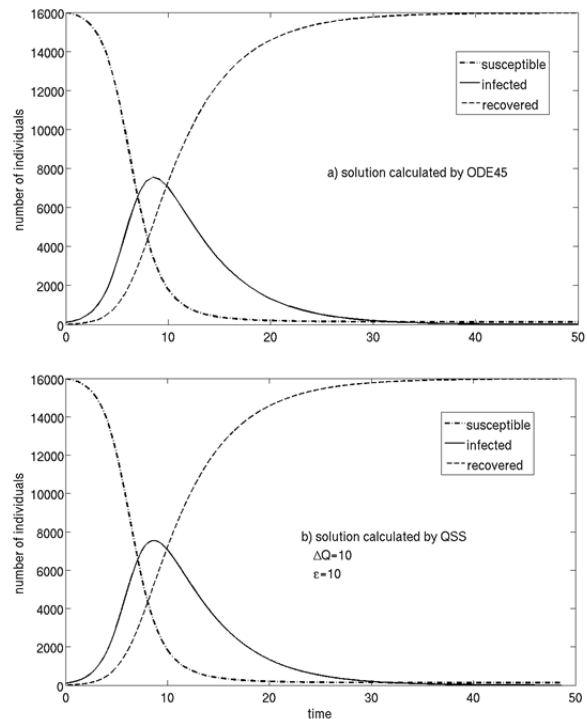 16000
14000
12000
10000
8000
6000
4000
2000
0
number of individuals
susceptible
infected
recovered
a) solution calculated by ODE45
0
10
20
30
40
50
16000
14000
12000
10000
8000
6000
4000
2000
0
number of individuals
susceptible
infected
recovered
b) solution calculated by QSS
ΔQ=10
ε=10
0
10
20
30
40
50
time